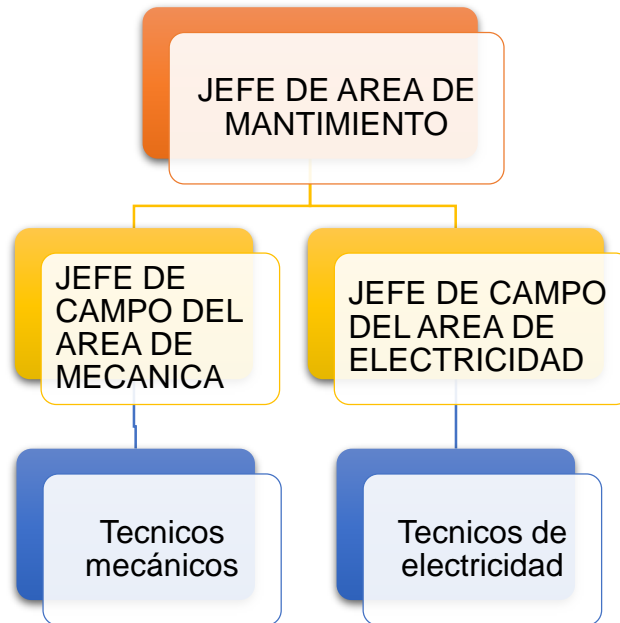 JEFE DE AREA DE
MANTIMIENTO
JEFE DE
CAMPO DEL
AREA DE
MECANICA
JEFE DE CAMPO
DEL AREA DE
ELECTRICIDAD
Tecnicos
mecánicos
Tecnicos de
electricidad